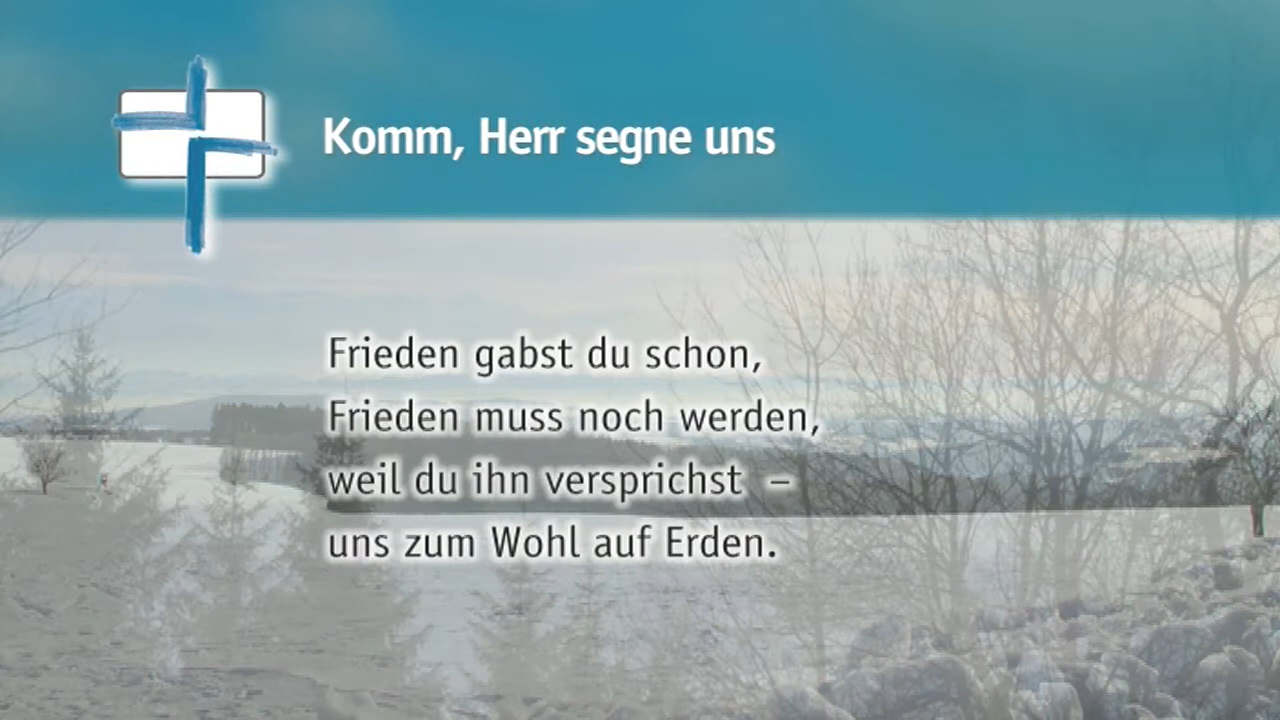 Komm, Herr segne uns
Frieden gabst du schon,
Frieden muss noch werden,
weil du ihn versprichst –
uns zum Wohl auf Erden.